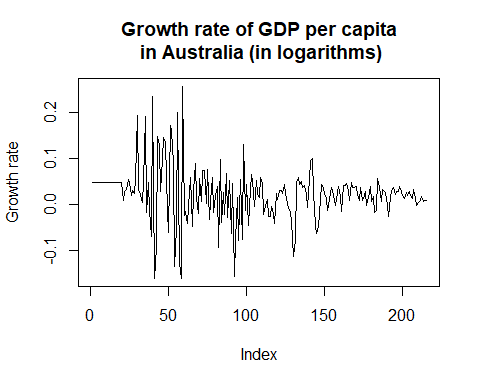 Growth rate of GDP per capita
in Australia (in logarithms)
Growth rate
0.2
0.1
0.0
-0.1
0 50 100 150 200
Index